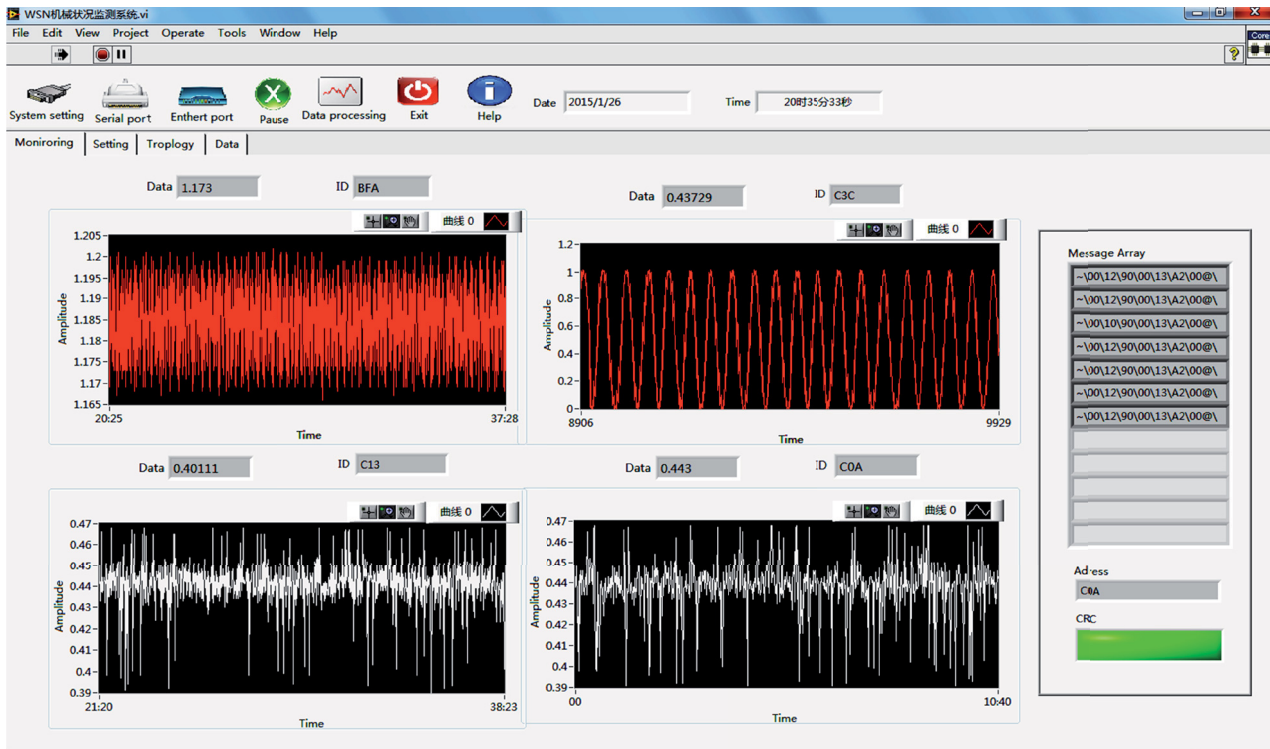 WSN机械状况监测系统.vi
File Edit View Project Operate Tools Window Help
Core
?
System setting Serial port Enthert port Pause Data processing Exit Help Date 2015/1/26 Time 20时35分33秒
Moniroring Setting Troplogy Data
Data 1.173 ID BFA
曲线 0
1.205
1.2
1.195
1.19
1.185
1.18
1.175
1.17
1.165
Amplitude
20:25 37:28
Time
Data 0.43729 ID C3C
曲线 0
1.2
1
0.8
0.6
0.4
0.2
0
Amplitude
8906 9929
Time
Data 0.40111 ID C13
曲线 0
0.47
0.46
0.45
0.44
0.43
0.42
0.41
0.4
0.39
Amplitude
21:20 38:23
Time
Data 0.443 ID C0A
曲线 0
0.47
0.46
0.45
0.44
0.43
0.42
0.41
0.4
0.39
Amplitude
00 10:40
Time
Message Array
~\00\12\90\00\13\A2\00@\
~\00\12\90\00\13\A2\00@\
~\00\10\90\00\13\A2\00@\
~\00\12\90\00\13\A2\00@\
~\00\12\90\00\13\A2\00@\
~\00\12\90\00\13\A2\00@\
~\00\12\90\00\13\A2\00@\
Adress
C0A
CRC